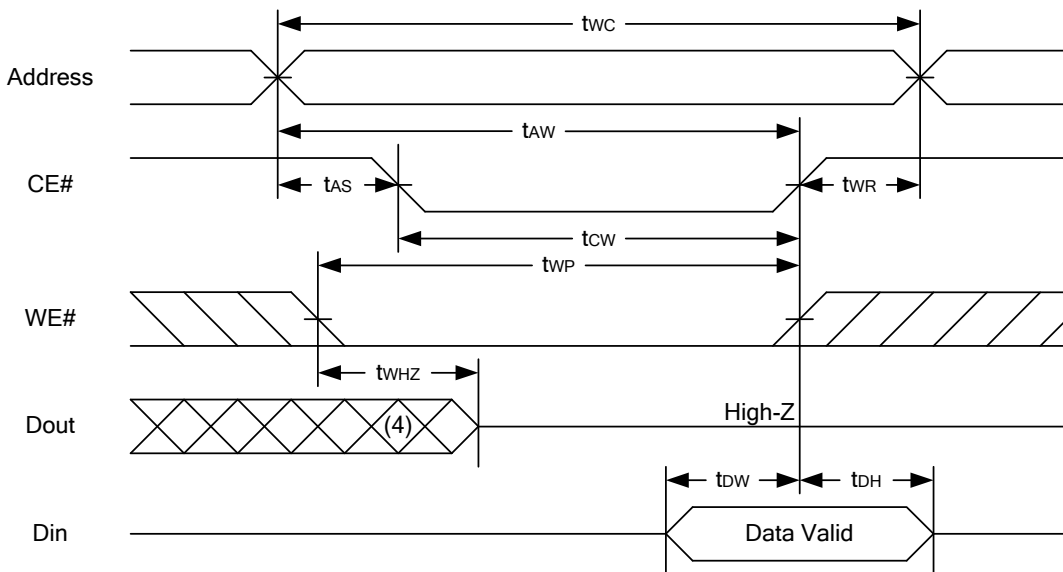 tWC
Address
tAW
CE#
tAS
tWR
tCW
tWP
WE#
tWHZ
Dout
(4)
High-Z
tDW
tDH
Din
Data Valid